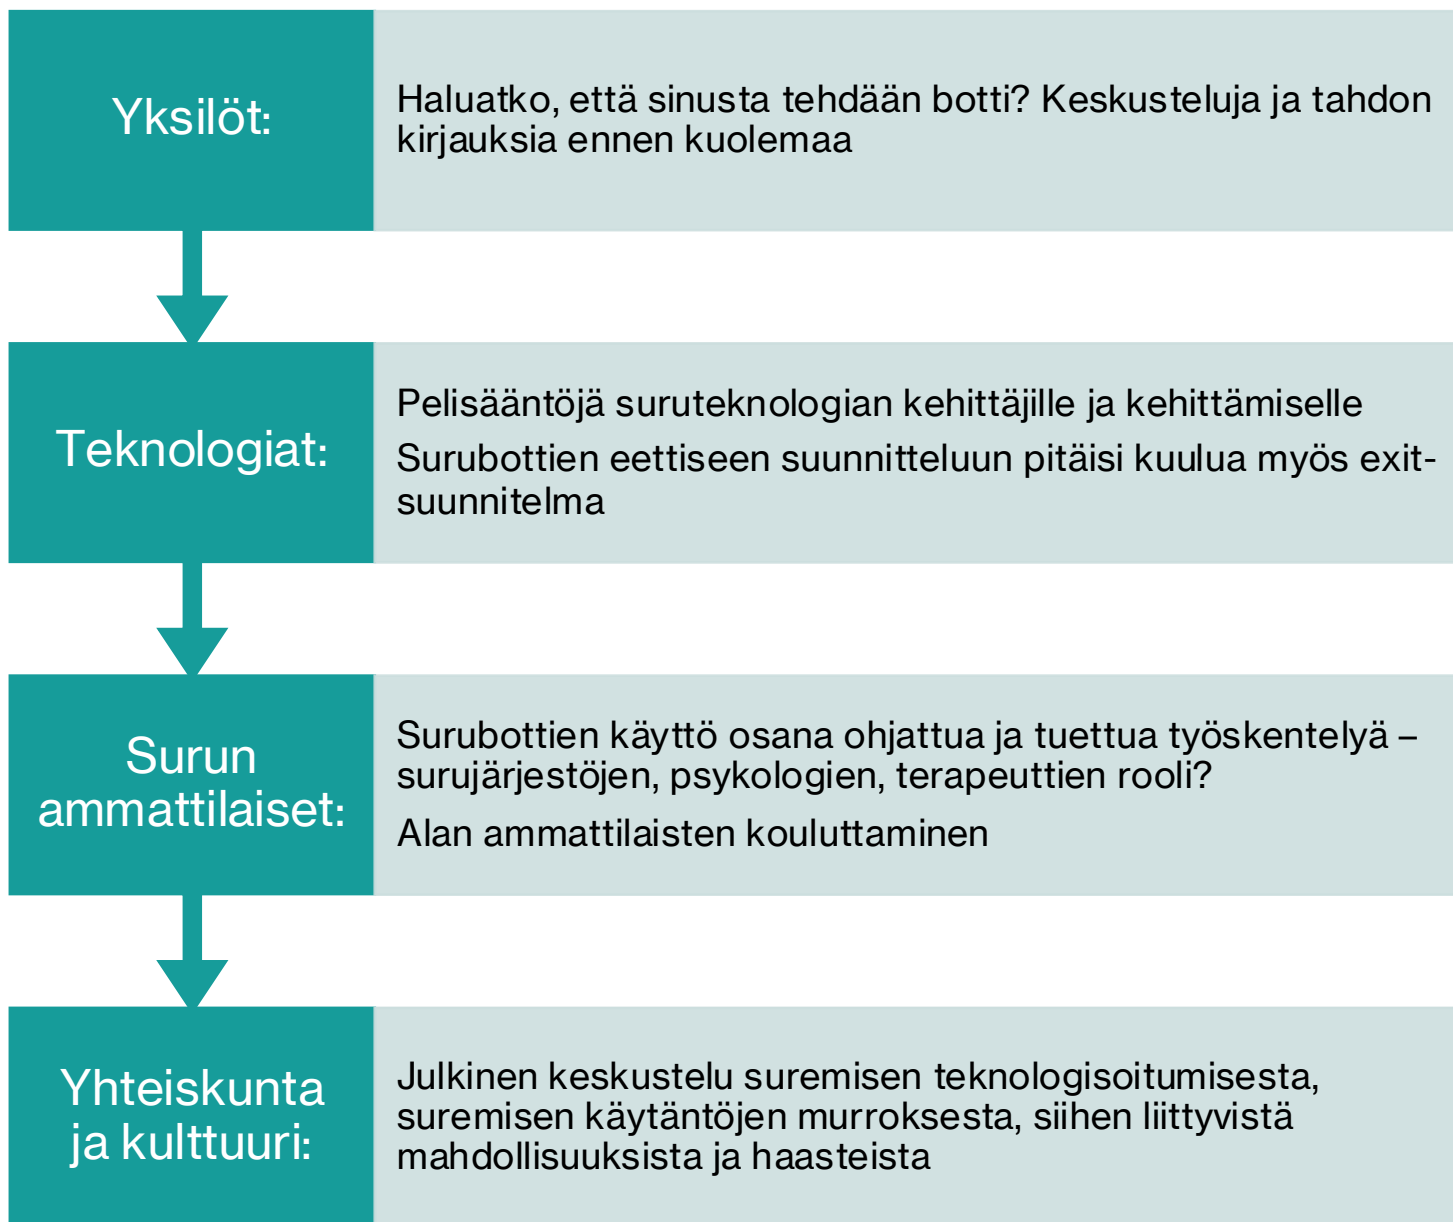 Yksilöt:
Haluatko, että sinusta tehdään botti? Keskusteluja ja tahdon
kirjauksia ennen kuolemaa
Teknologiat:
Pelisääntöjä suruteknologian kehittäjille ja kehittämiselle
Surubottien eettiseen suunnitteluun pitäisi kuulua myös exit-
suunnitelma
Surun
ammattilaiset:
Surubottien käyttö osana ohjattua ja tuettua työskentelyä –
surujärjestöjen, psykologien, terapeuttien rooli?
Alan ammattilaisten kouluttaminen
Yhteiskunta
ja kulttuuri:
Julkinen keskustelu suremisen teknologisoitumisesta,
suremisen käytäntöjen murroksesta, siihen liittyvistä
mahdollisuuksista ja haasteista